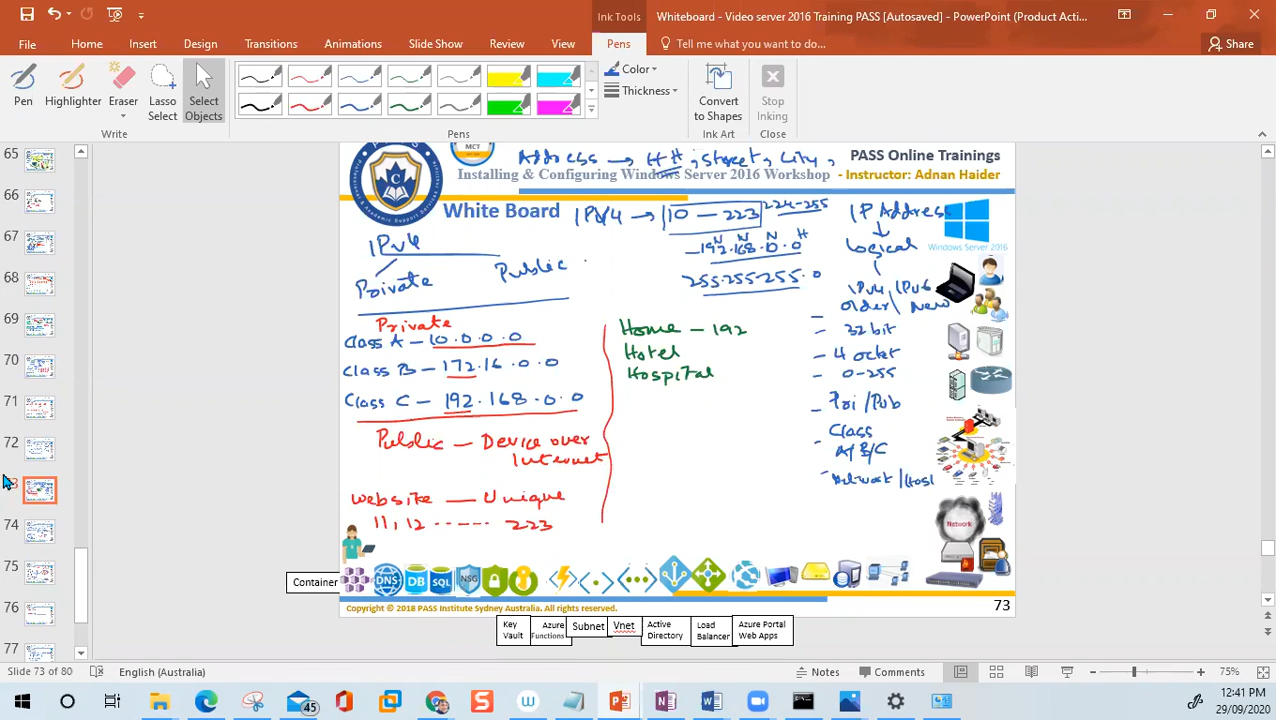 Ink Tools
Whiteboard - Video server 2016 Training PASS [Autosaved] - PowerPoint (Product Acti...
File Home Insert Design Transitions Animations Slide Show Review View Pens Tell me what you want to do... Share
Pen Highlighter Eraser Lasso Select Select Objects
Color
Thickness
Convert to Shapes
Stop Inking
Write Pens Ink Art Close
65
66
67
68
69
70
71
72
74
75
76
77
MCT
Address → H#, street, City,
PASS Online Trainings
Installing & Configuring Windows Server 2016 Workshop - Instructor: Adnan Haider
White Board
IPV4 → 10 - 223 224-255
N N N H
192.168.0.0
255.255.255.0
IPv4
Private Public
Private
Class A - 10.0.0.0
Class B - 172.16.0.0
Class C - 192.168.0.0
Public - Device over
Internet
website - Unique
11, 12 ------ 223
Home - 192
Hotel
Hospital
IP Address
↓
Logical
IPv4 / IPv6
older / New
- 32 bit
- 4 octet
- 0-255
- Pri / Pub
- Class
A/B/C
- Network / Host
Windows Server 2016
Network
DNS DB SQL NSG
Container
Copyright © 2018 PASS Institute Sydney Australia. All rights reserved.
73
Key Vault
Azure Functions
Subnet
Vnet
Active Directory
Load Balancer
Azure Portal Web Apps
Slide 73 of 80 English (Australia) Notes Comments 75%
45
12:41 PM
29/09/2020